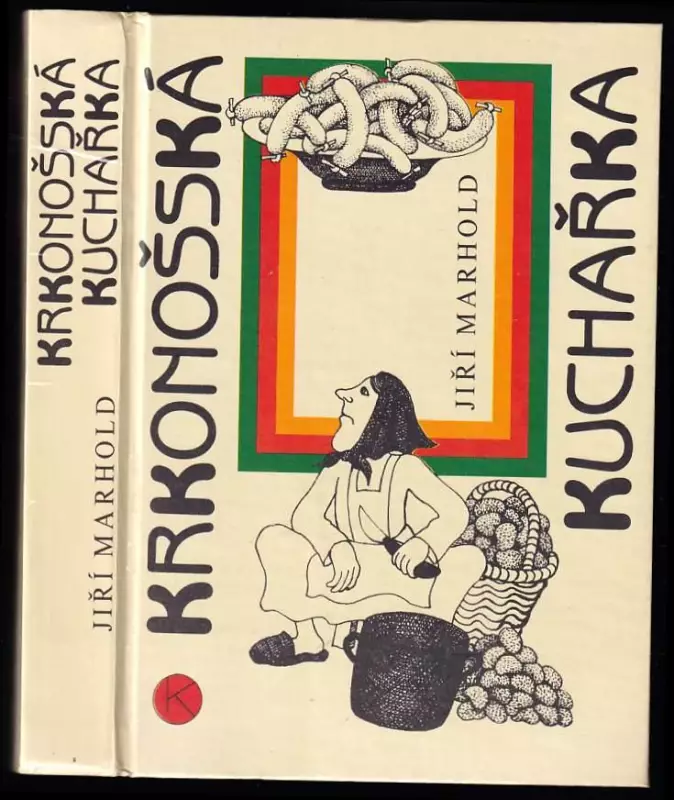 KRKONOŠSKÁ
KUCHAŘKA
JIŘÍ MARHOLD
KRKONOŠSKÁ
JIŘÍ MARHOLD
KUCHAŘKA
K